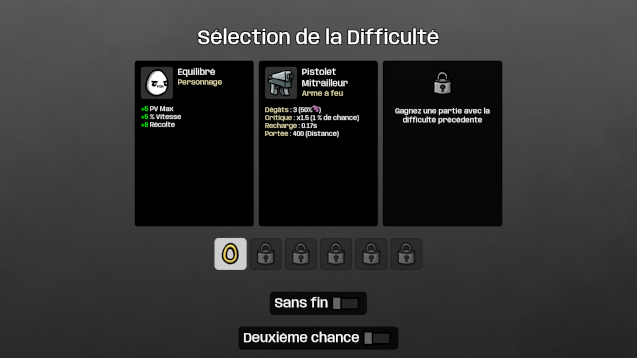 Sélection de la Difficulté
Équilibré
Personnage
+5 PV Max
+5 % Vitesse
+8 Récolte
Pistolet
Mitrailleur
Arme à feu
Dégâts : 3 (50%)
Critique : x1.5 (1 % de chance)
Recharge : 0.17s
Portée : 400 (Distance)
Gagnez une partie avec la
difficulté précédente
Sans fin
Deuxième chance